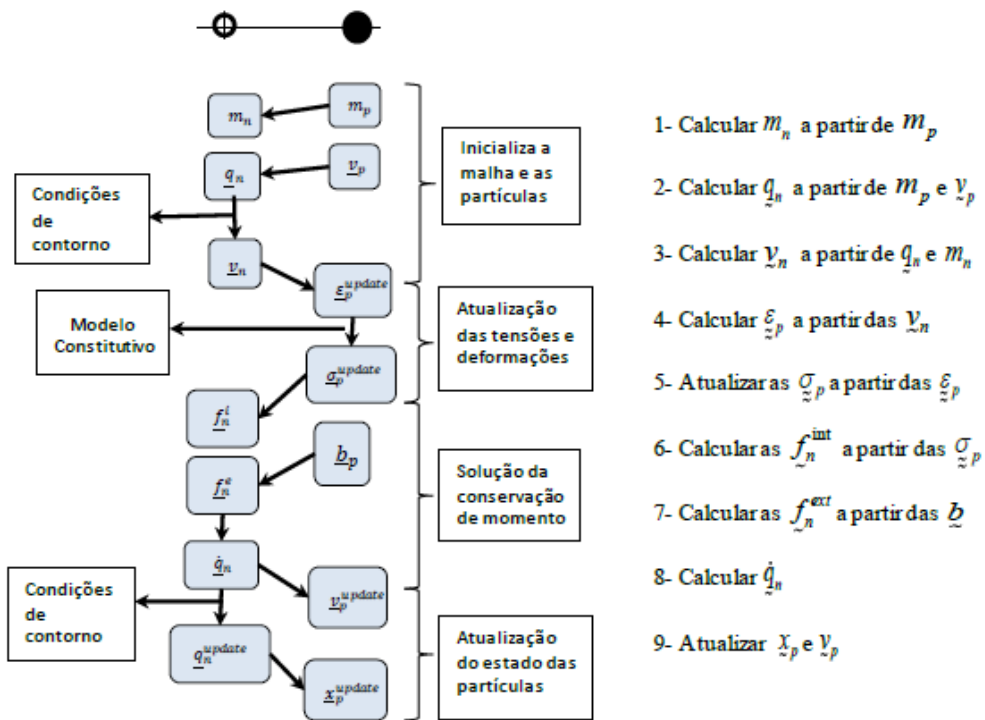 m_n
m_p
q_n
v_p
Condições
de
contorno
v_n
Inicializa a
malha e as
partículas
ε_p^update
Modelo
Constitutivo
σ_p^update
Atualização
das tensões e
deformações
f_n^i
b_p
f_n^e
Solução da
conservação
de momento
q̇_n
Condições
de
contorno
v_p^update
q_n^update
x_p^update
Atualização
do estado das
partículas
1- Calcular m_n a partir de m_p
2- Calcular q_n a partir de m_p e v_p
3- Calcular v_n a partir de q_n e m_n
4- Calcular ε_p a partir das v_n
5- Atualizar as σ_p a partir das ε_p
6- Calcular as f_n^int a partir das σ_p
7- Calcular as f_n^ext a partir das b
8- Calcular q̇_n
9- Atualizar x_p e v_p